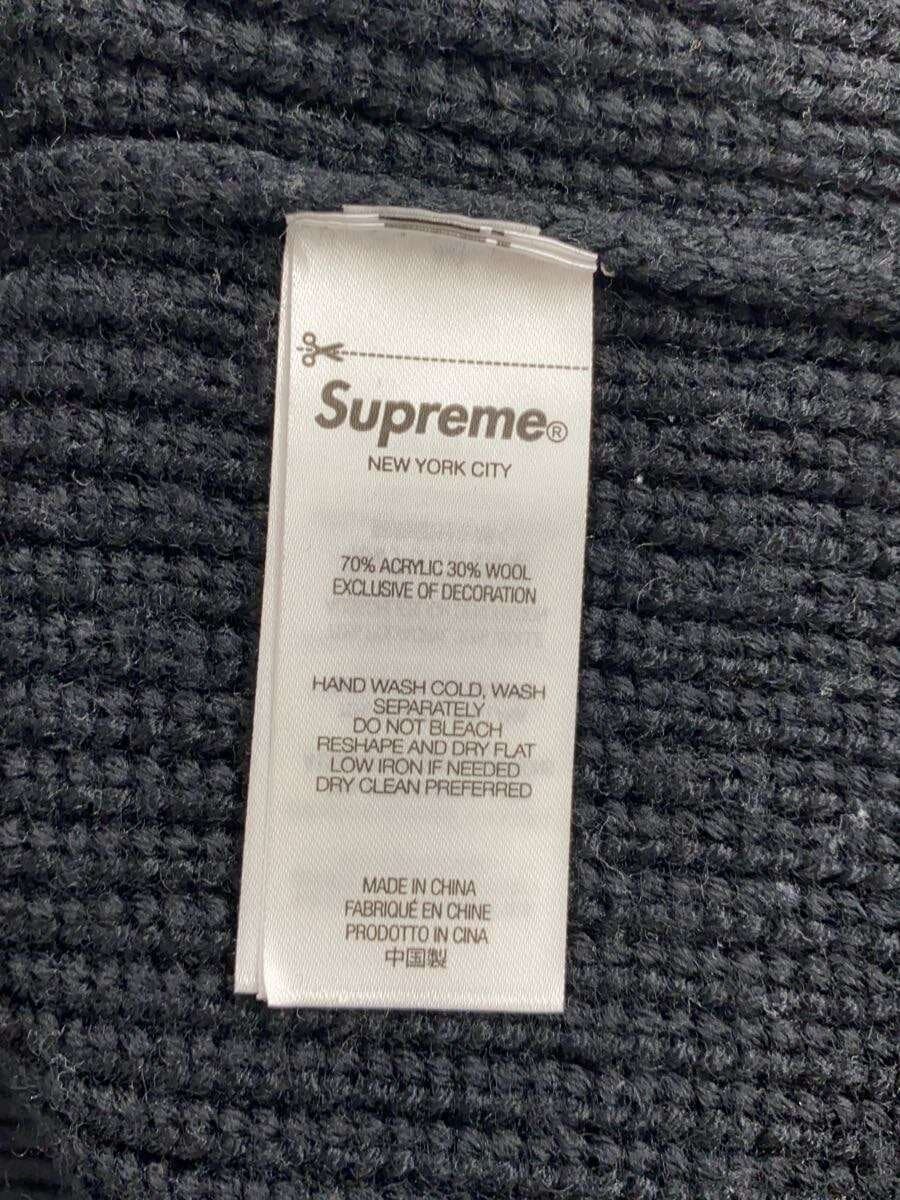 Supreme®
NEW YORK CITY
70% ACRYLIC 30% WOOL
EXCLUSIVE OF DECORATION
HAND WASH COLD, WASH
SEPARATELY
DO NOT BLEACH
RESHAPE AND DRY FLAT
LOW IRON IF NEEDED
DRY CLEAN PREFERRED
MADE IN CHINA
FABRIQUÉ EN CHINE
PRODOTTO IN CINA
中国製